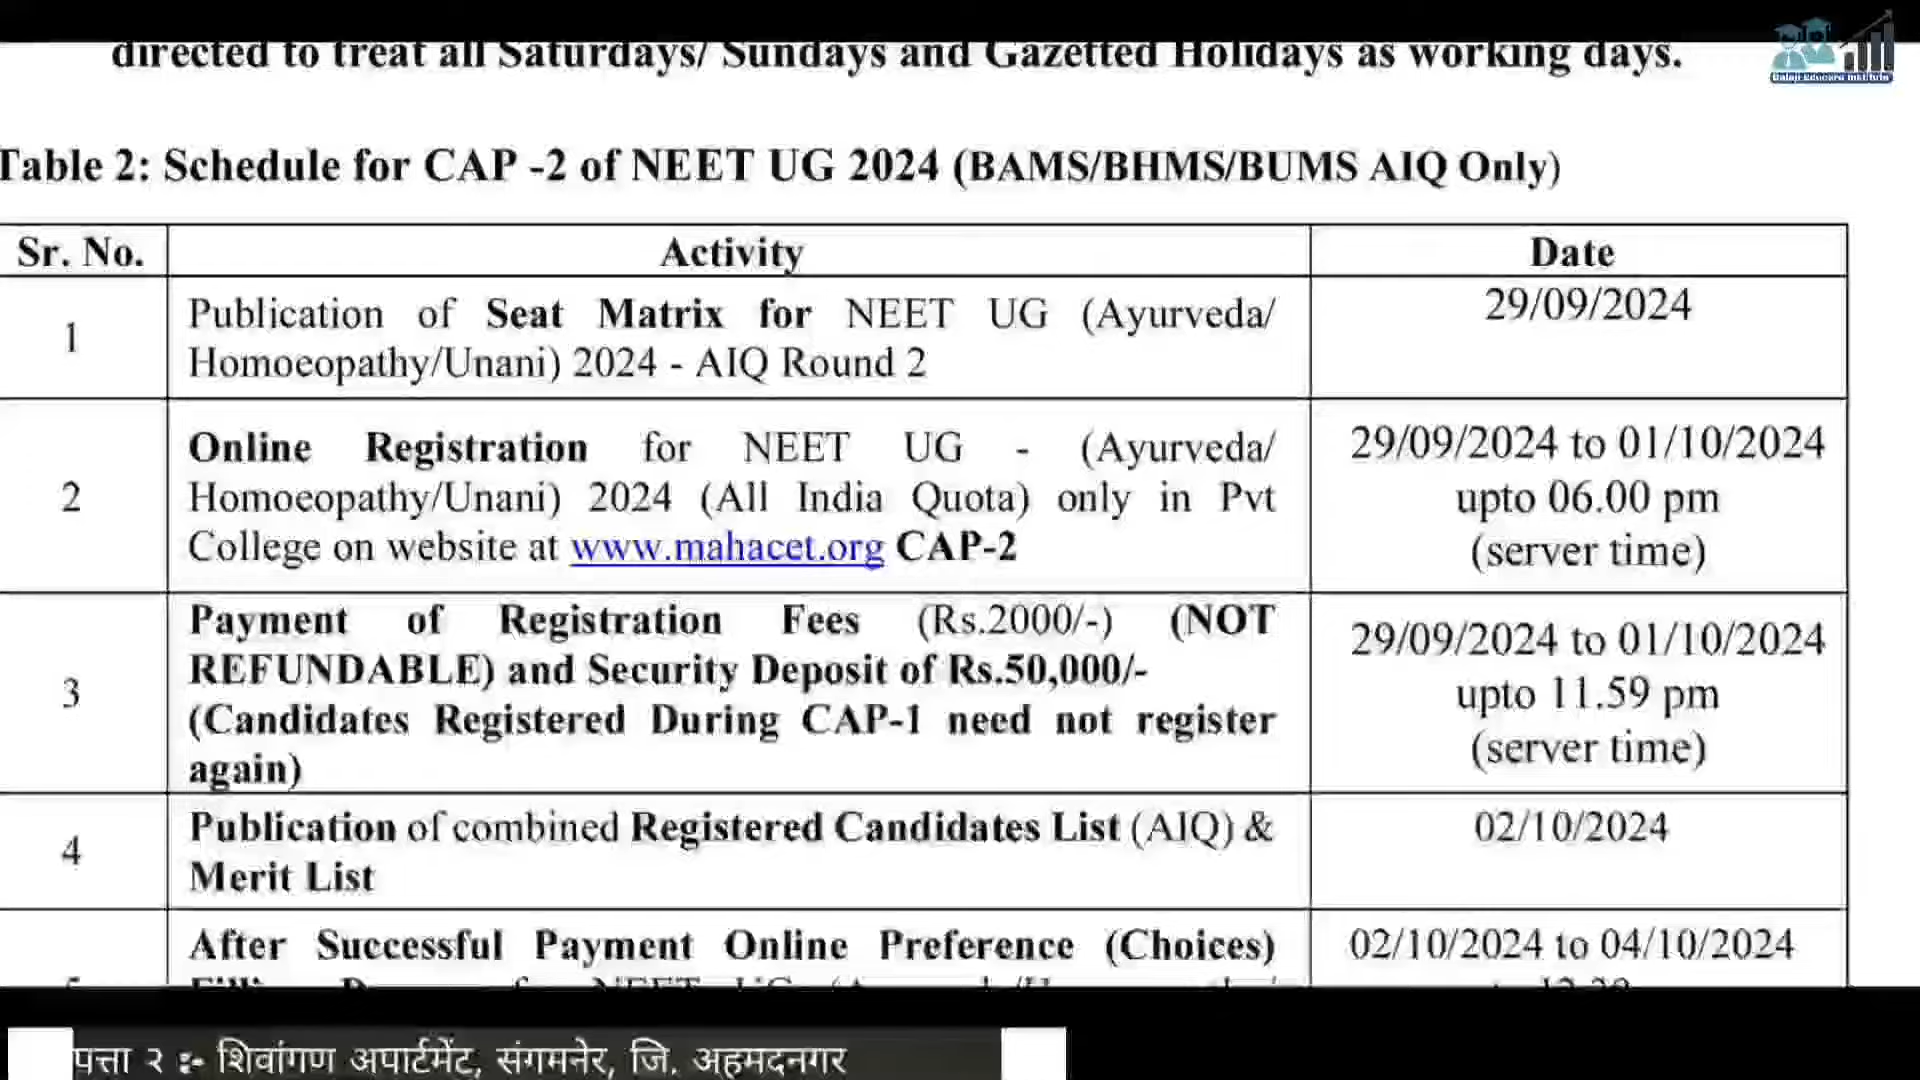 directed to treat all Saturdays/ Sundays and Gazetted Holidays as working days.
Balaji Educare Institute
Table 2: Schedule for CAP -2 of NEET UG 2024 (BAMS/BHMS/BUMS AIQ Only)
Sr. No. Activity Date
1 Publication of Seat Matrix for NEET UG (Ayurveda/ 29/09/2024
Homoeopathy/Unani) 2024 - AIQ Round 2
2 Online Registration for NEET UG - (Ayurveda/ 29/09/2024 to 01/10/2024
Homoeopathy/Unani) 2024 (All India Quota) only in Pvt upto 06.00 pm
College on website at www.mahacet.org CAP-2 (server time)
3 Payment of Registration Fees (Rs.2000/-) (NOT 29/09/2024 to 01/10/2024
REFUNDABLE) and Security Deposit of Rs.50,000/- upto 11.59 pm
(Candidates Registered During CAP-1 need not register (server time)
again)
4 Publication of combined Registered Candidates List (AIQ) & 02/10/2024
Merit List
After Successful Payment Online Preference (Choices) 02/10/2024 to 04/10/2024
पत्ता २ :- शिवांगण अपार्टमेंट, संगमनेर, जि. अहमदनगर